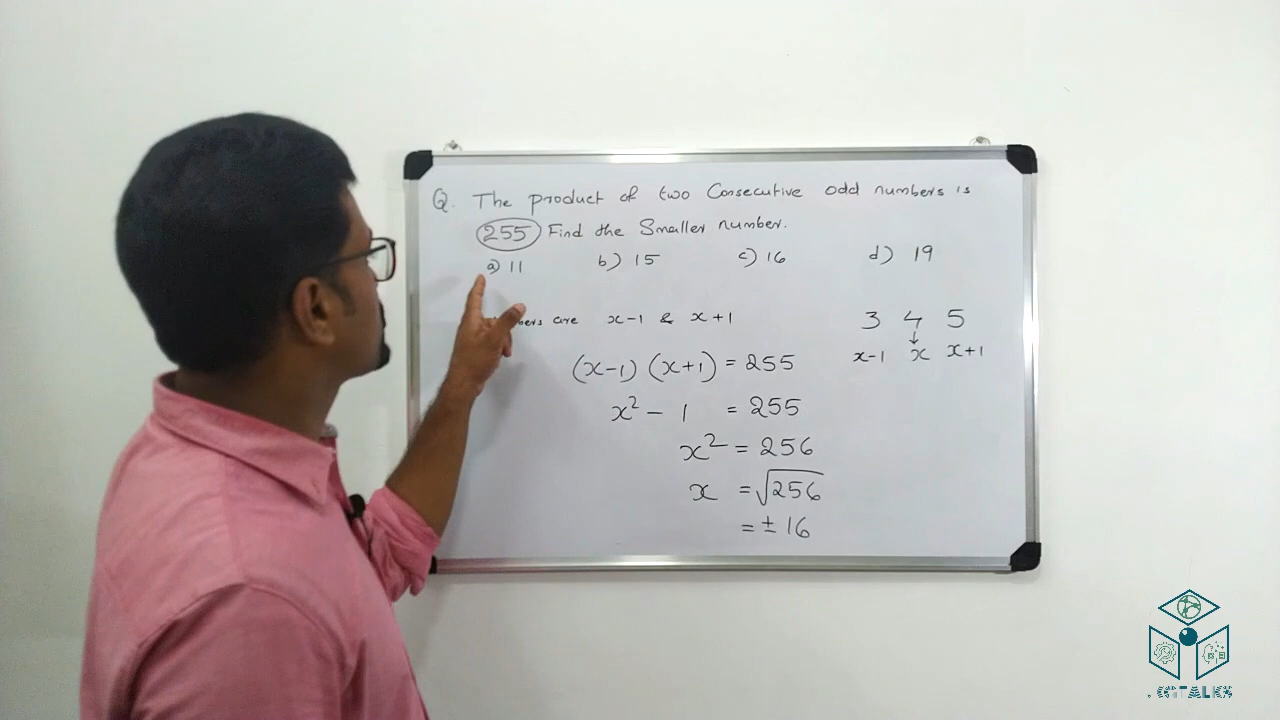 Q. The product of two Consecutive odd numbers is
255 Find the Smaller number.
a) 11 b) 15 c) 16 d) 19
are x-1 & x+1
3 4 5
↓
x-1 x x+1
(x-1) (x+1) = 255
x² - 1 = 255
x² = 256
x = √256
= ± 16